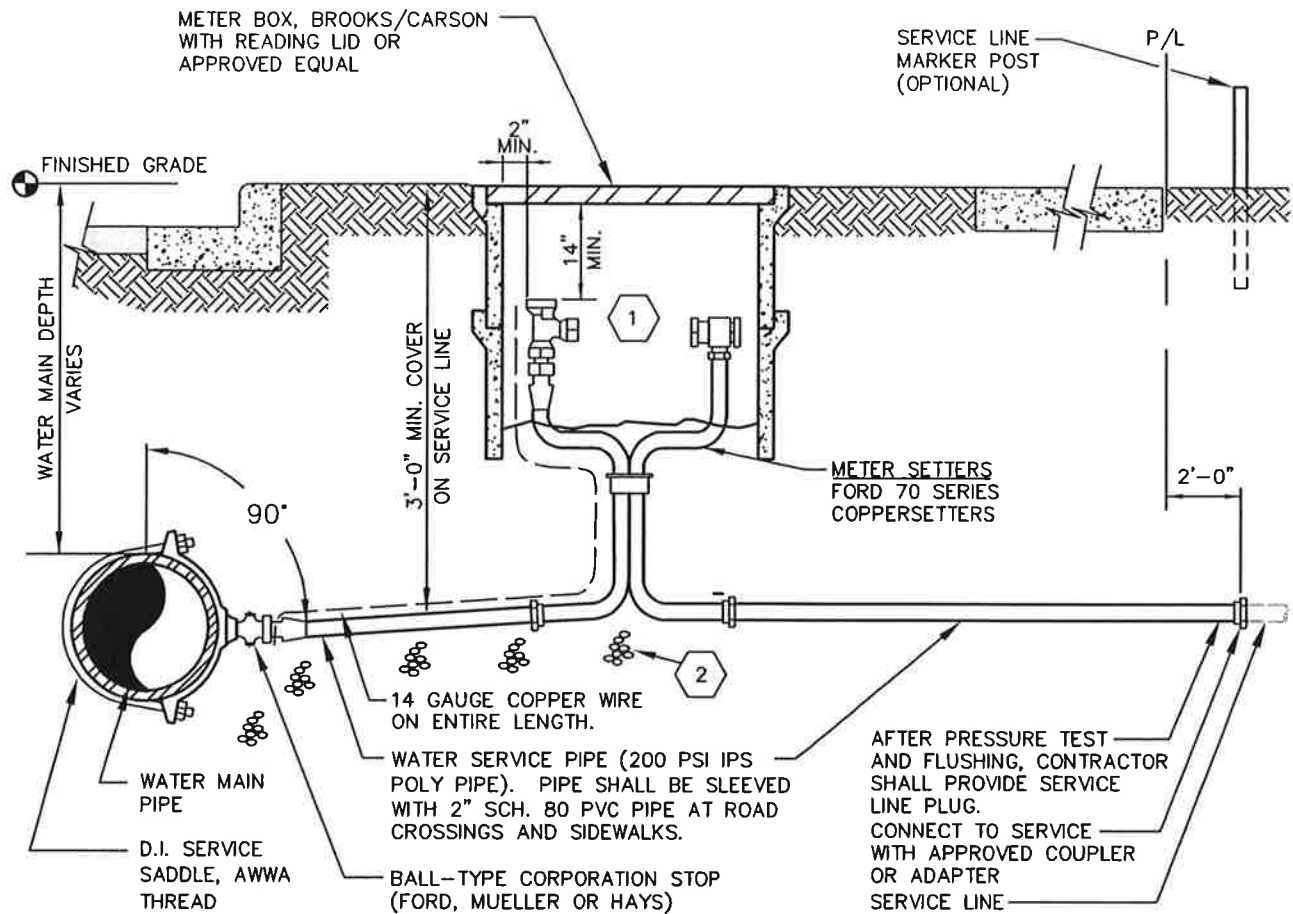 METER BOX, BROOKS/CARSON
WITH READING LID OR
APPROVED EQUAL
SERVICE LINE
MARKER POST
(OPTIONAL)
P/L
2"
MIN.
FINISHED GRADE
14"
MIN.
1
WATER MAIN DEPTH
VARIES
3'-0" MIN. COVER
ON SERVICE LINE
METER SETTERS
FORD 70 SERIES
COPPERSETTERS
2'-0"
90°
2
14 GAUGE COPPER WIRE
ON ENTIRE LENGTH.
WATER SERVICE PIPE (200 PSI IPS
POLY PIPE). PIPE SHALL BE SLEEVED
WITH 2" SCH. 80 PVC PIPE AT ROAD
CROSSINGS AND SIDEWALKS.
AFTER PRESSURE TEST
AND FLUSHING, CONTRACTOR
SHALL PROVIDE SERVICE
LINE PLUG.
CONNECT TO SERVICE
WITH APPROVED COUPLER
OR ADAPTER
SERVICE LINE
WATER MAIN
PIPE
D.I. SERVICE
SADDLE, AWWA
THREAD
BALL-TYPE CORPORATION STOP
(FORD, MUELLER OR HAYS)